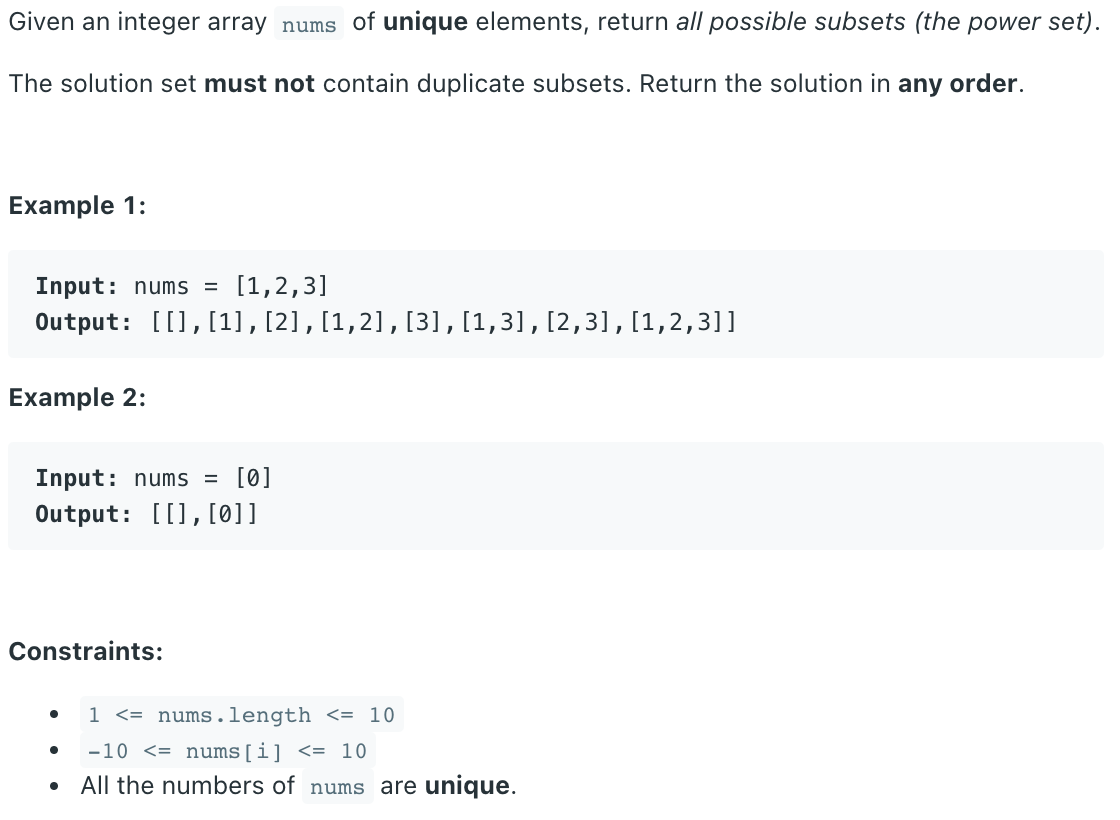 Given an integer array nums of unique elements, return all possible subsets (the power set).
The solution set must not contain duplicate subsets. Return the solution in any order.
Example 1:
Input: nums = [1,2,3]
Output: [[],[1],[2],[1,2],[3],[1,3],[2,3],[1,2,3]]
Example 2:
Input: nums = [0]
Output: [[],[0]]
Constraints:
• 1 <= nums.length <= 10
• -10 <= nums[i] <= 10
• All the numbers of nums are unique.